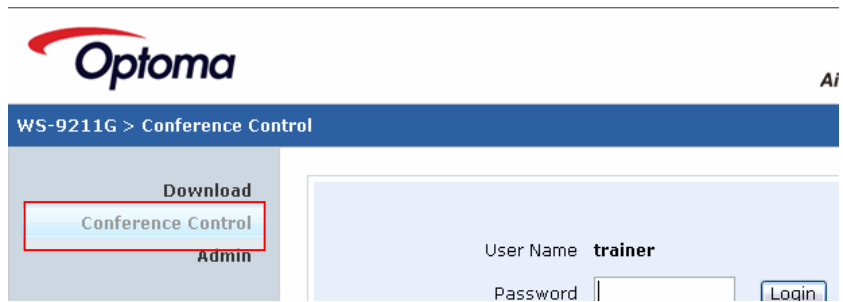 Optoma
Ai
WS-9211G > Conference Control
Download
Conference Control
Admin
User Name trainer
Password
Login